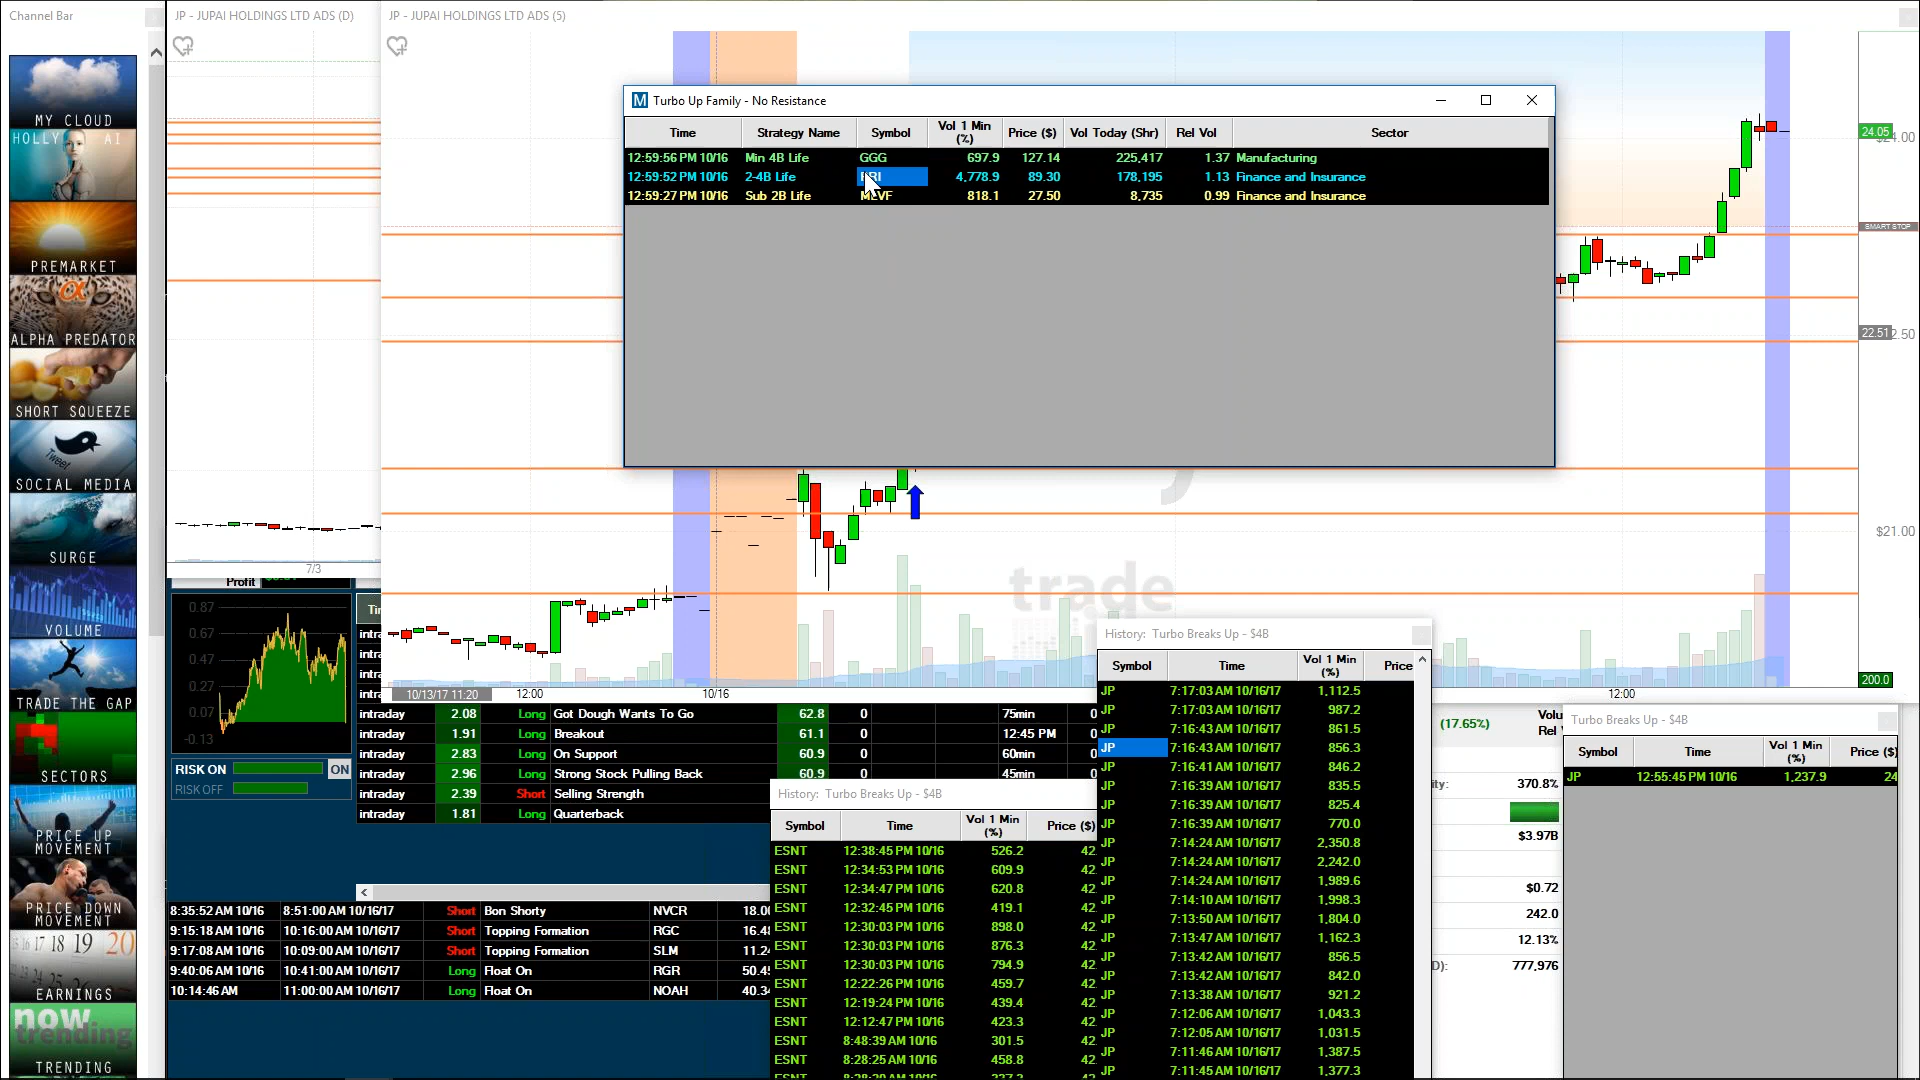 Channel Bar
MY CLOUD
HOLLY AI
PREMARKET
α
ALPHA PREDATOR
SHORT SQUEEZE
Tweet
SOCIAL MEDIA
SURGE
VOLUME
TRADE THE GAP
SECTORS
PRICE UP
MOVEMENT
PRICE DOWN
MOVEMENT
EARNINGS
now
trending
TRENDING
JP - JUPAI HOLDINGS LTD ADS (D)
7/3
JP - JUPAI HOLDINGS LTD ADS (5)
24.05
SMART STOP
22.51
$21.00
200.0
trade
10/13/17 11:20
12:00
10/16
12:00
Turbo Up Family - No Resistance
Time Strategy Name Symbol Vol 1 Min (%) Price ($) Vol Today (Shr) Rel Vol Sector
12:59:56 PM 10/16 Min 4B Life GGG 697.9 127.14 225,417 1.37 Manufacturing
12:59:52 PM 10/16 2-4B Life 4,778.9 89.30 178,195 1.13 Finance and Insurance
12:59:27 PM 10/16 Sub 2B Life 818.1 27.50 8,735 0.99 Finance and Insurance
Profit
0.87
0.67
0.47
0.27
0.07
-0.13
RISK ON ON
RISK OFF
intraday 2.08 Long Got Dough Wants To Go 62.8 0 75min
intraday 1.91 Long Breakout 61.1 0 12:45 PM
intraday 2.83 Long On Support 60.9 0 60min
intraday 2.96 Long Strong Stock Pulling Back 60.9 0 45min
intraday 2.39 Short Selling Strength
intraday 1.81 Long Quarterback
8:35:52 AM 10/16 8:51:00 AM 10/16/17 Short Bon Shorty NVCR
9:15:18 AM 10/16 10:16:00 AM 10/16/17 Short Topping Formation RGC
9:17:08 AM 10/16 10:09:00 AM 10/16/17 Short Topping Formation SLM
9:40:06 AM 10/16 10:41:00 AM 10/16/17 Long Float On RGR
10:14:46 AM 11:00:00 AM 10/16/17 Long Float On NOAH
History: Turbo Breaks Up - $4B
Symbol Time Vol 1 Min (%) Price ($)
ESNT 12:38:45 PM 10/16 526.2 42
ESNT 12:34:53 PM 10/16 609.9 42
ESNT 12:34:47 PM 10/16 620.8 42
ESNT 12:32:45 PM 10/16 419.1 42
ESNT 12:30:03 PM 10/16 898.0 42
ESNT 12:30:03 PM 10/16 876.3 42
ESNT 12:30:03 PM 10/16 794.9 42
ESNT 12:22:26 PM 10/16 459.7 42
ESNT 12:19:24 PM 10/16 439.4 42
ESNT 12:12:47 PM 10/16 423.3 42
ESNT 8:48:39 AM 10/16 301.5 42
ESNT 8:28:25 AM 10/16 458.8 42
History: Turbo Breaks Up - $4B
Symbol Time Vol 1 Min (%) Price
JP 7:17:03 AM 10/16/17 1,112.5
JP 7:17:03 AM 10/16/17 987.2
JP 7:16:43 AM 10/16/17 861.5
JP 7:16:43 AM 10/16/17 856.3
JP 7:16:41 AM 10/16/17 846.2
JP 7:16:39 AM 10/16/17 835.5
JP 7:16:39 AM 10/16/17 825.4
JP 7:16:39 AM 10/16/17 770.0
JP 7:14:24 AM 10/16/17 2,350.8
JP 7:14:24 AM 10/16/17 2,242.0
JP 7:14:24 AM 10/16/17 1,989.6
JP 7:14:10 AM 10/16/17 1,998.3
JP 7:13:50 AM 10/16/17 1,804.0
JP 7:13:47 AM 10/16/17 1,162.3
JP 7:13:42 AM 10/16/17 856.5
JP 7:13:42 AM 10/16/17 842.0
JP 7:13:38 AM 10/16/17 921.2
JP 7:12:06 AM 10/16/17 1,043.3
JP 7:12:05 AM 10/16/17 1,031.5
JP 7:11:46 AM 10/16/17 1,387.5
JP 7:11:45 AM 10/16/17 1,377.3
(17.65%)
370.8%
$3.97B
$0.72
242.0
12.13%
777,976
Turbo Breaks Up - $4B
Symbol Time Vol 1 Min (%) Price ($)
JP 12:55:45 PM 10/16 1,237.9 24